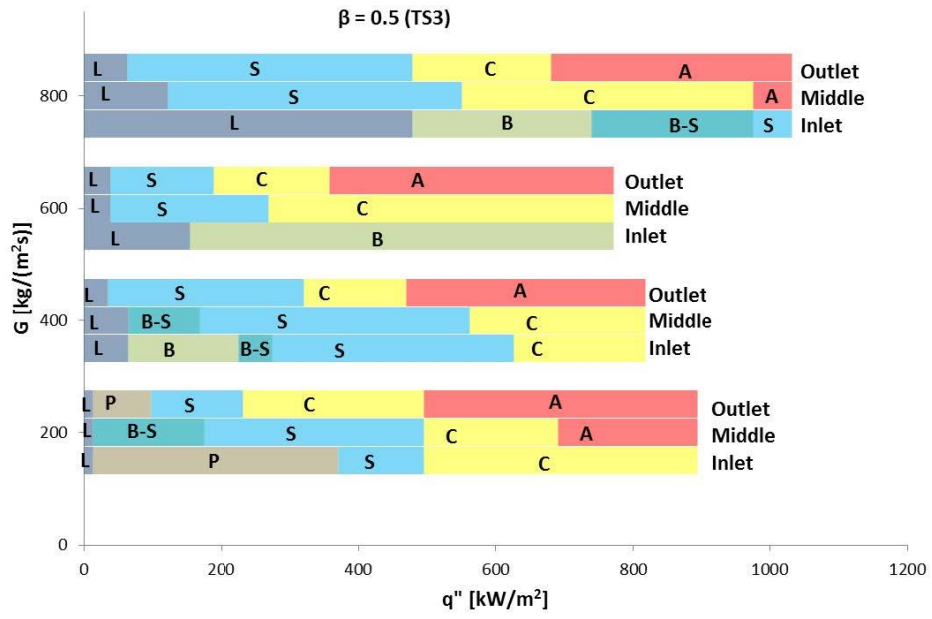 β = 0.5 (TS3)
L S C A Outlet
800 L S C A Middle
L B B-S S Inlet
L S C A Outlet
600 L S C Middle
L B Inlet
G [kg/(m²s)]
L S C A Outlet
400 L B-S S C Middle
L B B-S S C Inlet
L P S C A Outlet
200 L B-S S C A Middle
L P S C Inlet
0
0 200 400 600 800 1000 1200
q" [kW/m²]